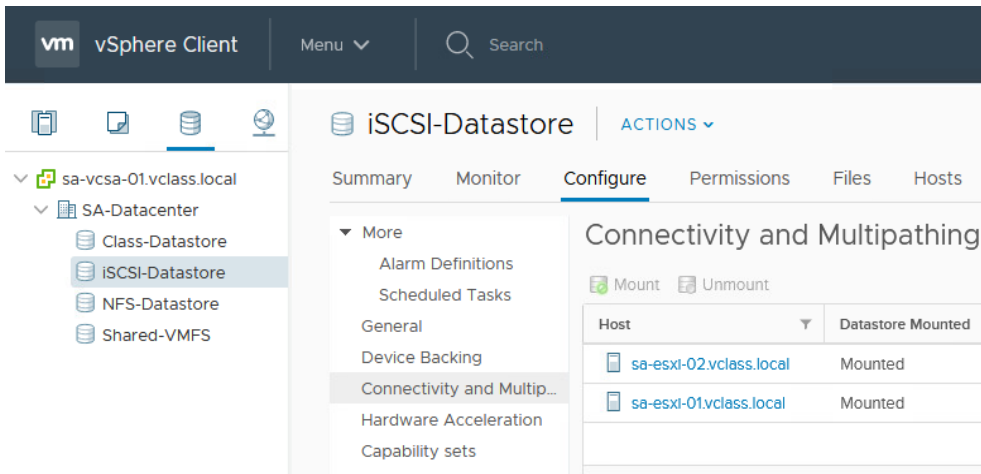 vm vSphere Client Menu Search
iSCSI-Datastore ACTIONS
sa-vcsa-01.vclass.local
SA-Datacenter
Class-Datastore
iSCSI-Datastore
NFS-Datastore
Shared-VMFS
Summary Monitor Configure Permissions Files Hosts
More
Alarm Definitions
Scheduled Tasks
General
Device Backing
Connectivity and Multip...
Hardware Acceleration
Capability sets
Connectivity and Multipathing
Mount Unmount
Host Datastore Mounted
sa-esxi-02.vclass.local Mounted
sa-esxi-01.vclass.local Mounted